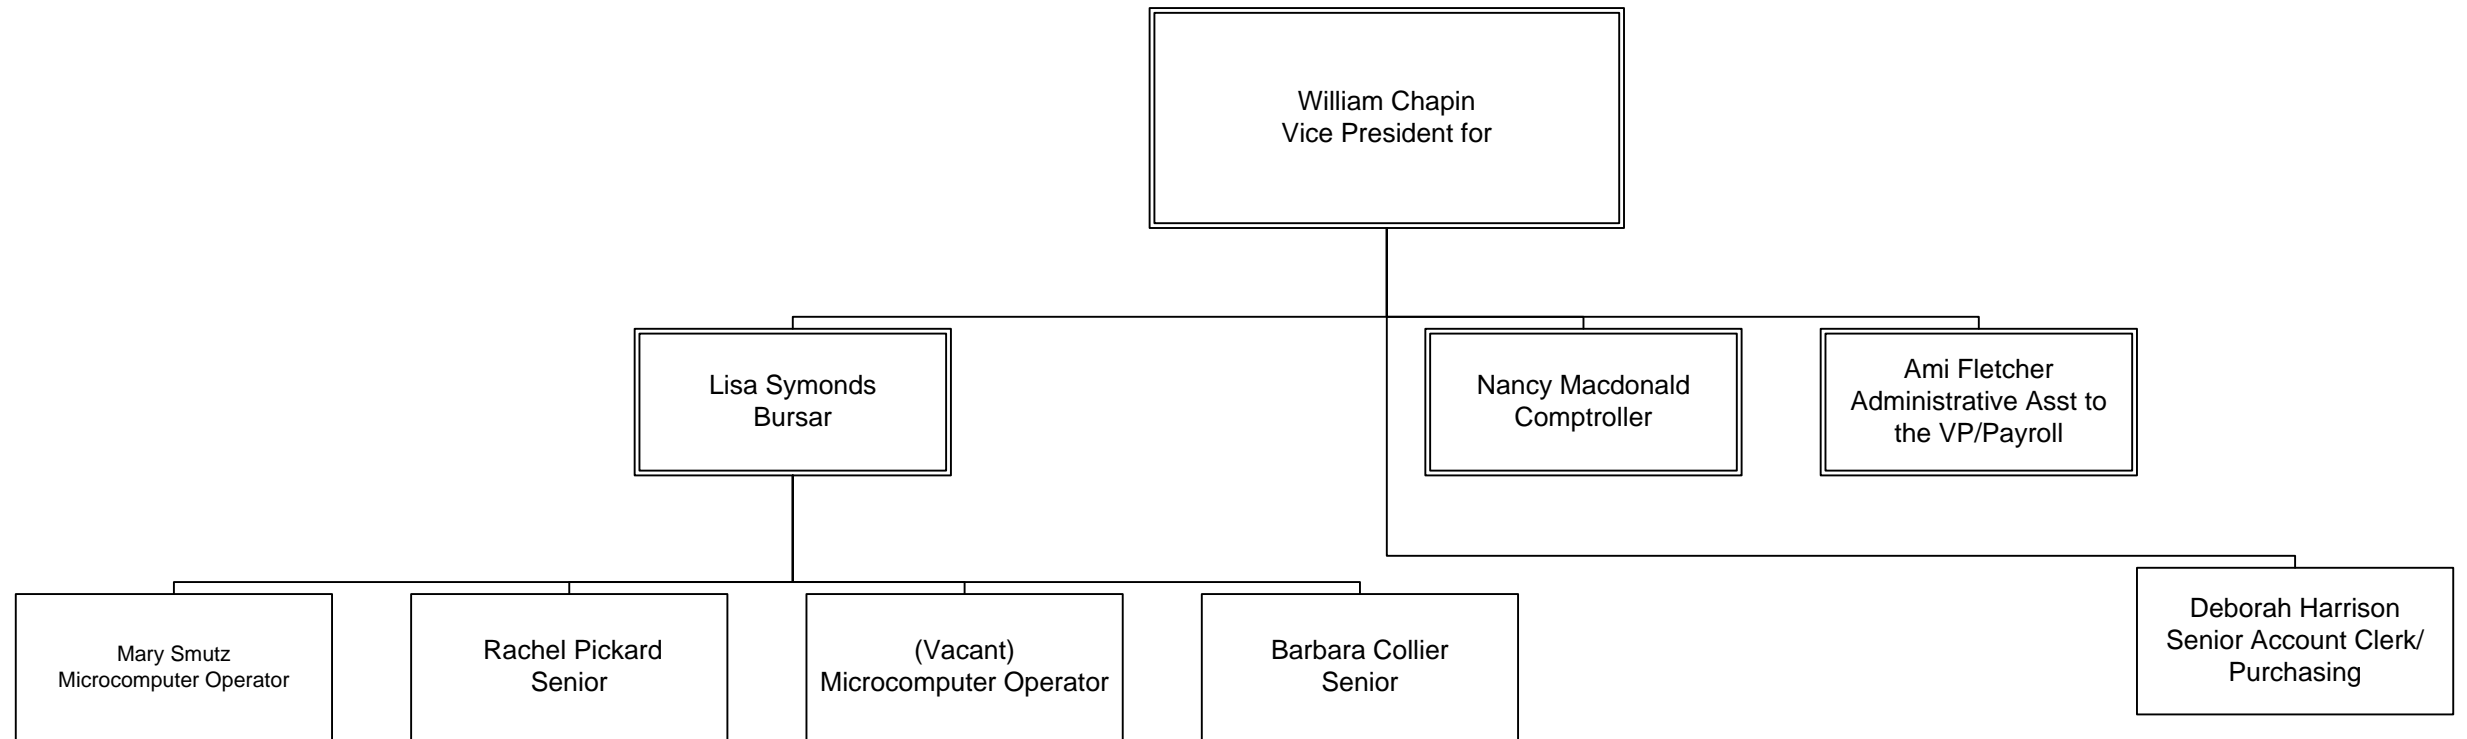 William Chapin
Vice President for
Lisa Symonds
Bursar
Nancy Macdonald
Comptroller
Ami Fletcher
Administrative Asst to
the VP/Payroll
Mary Smutz
Microcomputer Operator
Rachel Pickard
Senior
(Vacant)
Microcomputer Operator
Barbara Collier
Senior
Deborah Harrison
Senior Account Clerk/
Purchasing